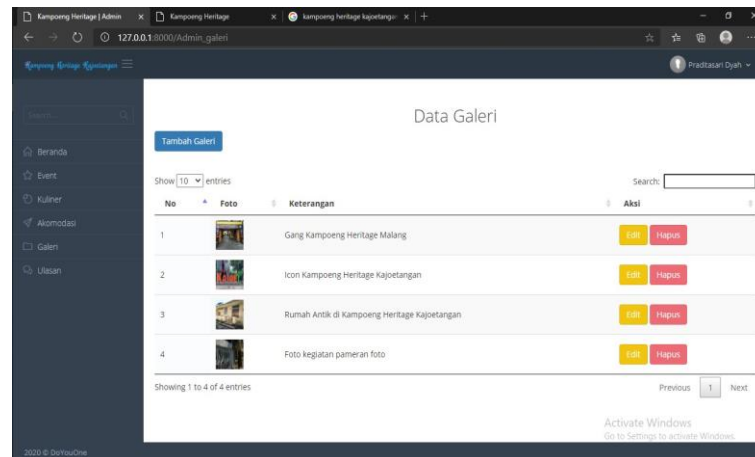 Kampoeng Heritage | Admin
Kampoeng Heritage
kampoeng heritage kajoetangan
127.0.0.1:8000/Admin_galeri
Kampoeng Heritage Kajoetangan
Praditasari Dyah
Search...
Beranda
Event
Kuliner
Akomodasi
Galeri
Ulasan
Data Galeri
Tambah Galeri
Show 10 entries
Search:
No Foto Keterangan Aksi
1 Gang Kampoeng Heritage Malang Edit Hapus
2 Icon Kampoeng Heritage Kajoetangan Edit Hapus
3 Rumah Antik di Kampoeng Heritage Kajoetangan Edit Hapus
4 Foto kegiatan pameran foto Edit Hapus
Showing 1 to 4 of 4 entries
Previous 1 Next
Activate Windows
Go to Settings to activate Windows.
2020 © DoYouOne